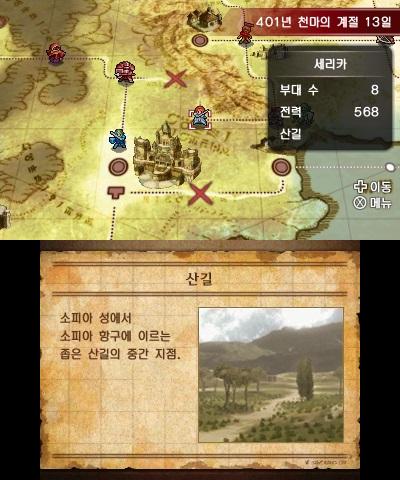 401년 천마의 계절 13일
세리카
부대 수 8
전력 568
산길
이동
Ⓧ메뉴
산길
소피아 성에서
소피아 항구에 이르는
좁은 산길의 중간 지점.